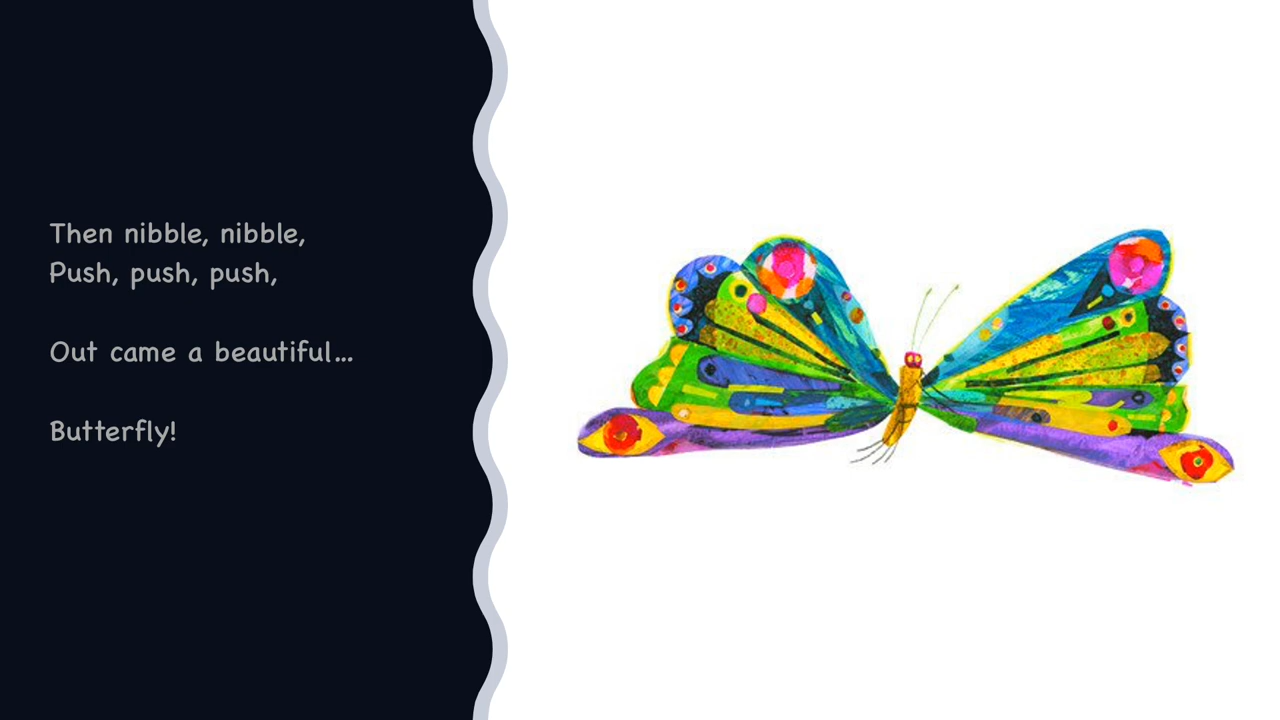 Then nibble, nibble,
Push, push, push,
Out came a beautiful...
Butterfly!